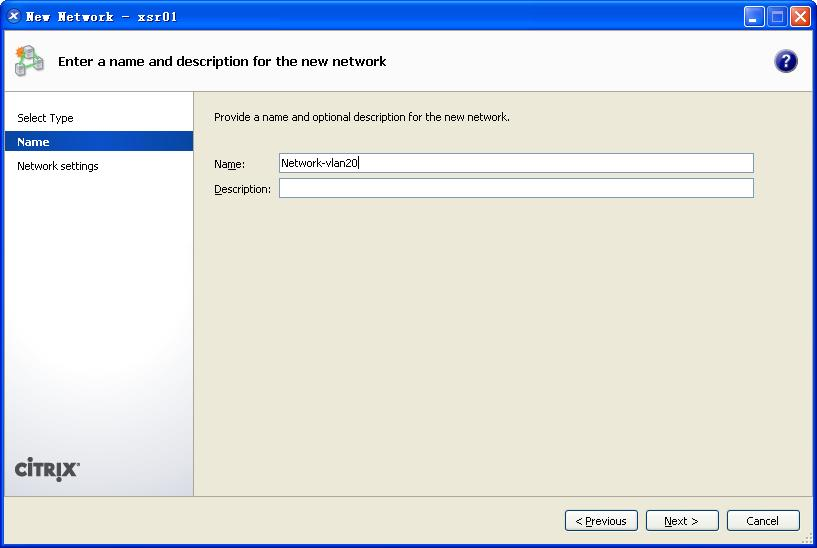 New Network - xsr01
Enter a name and description for the new network
?
Select Type
Name
Network settings
Provide a name and optional description for the new network.
Name: Network-vlan20
Description:
CITRIX
< Previous Next > Cancel